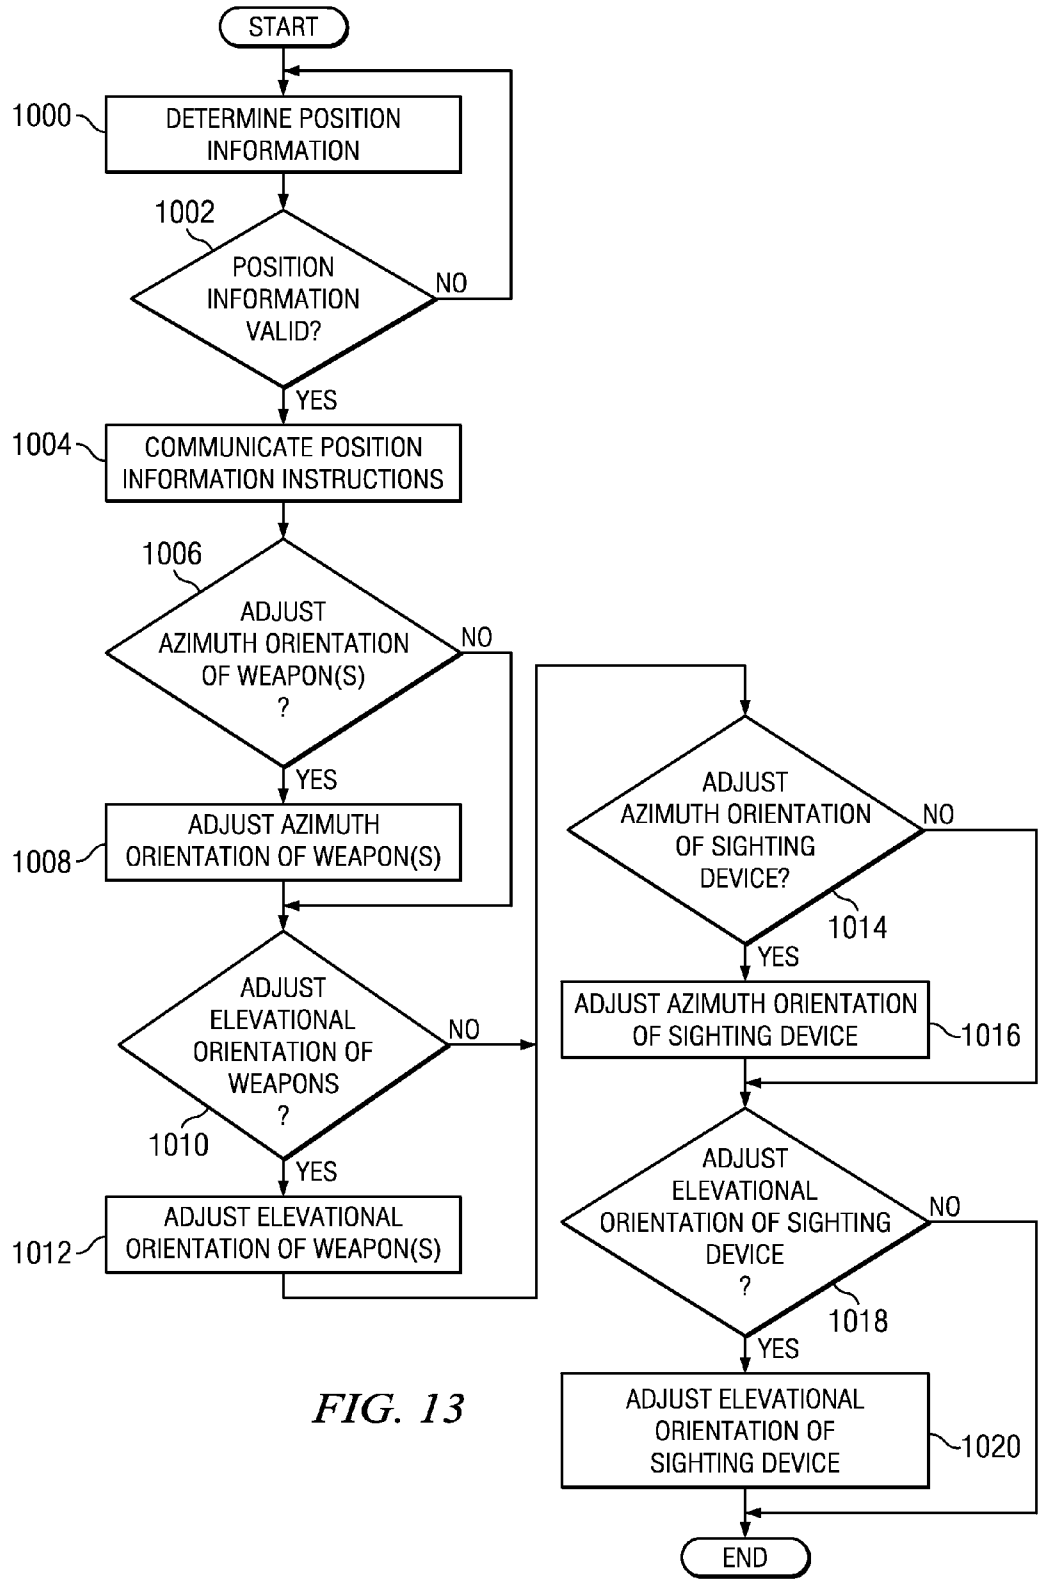 START
1000
DETERMINE POSITION
INFORMATION
1002
POSITION
INFORMATION
VALID?
NO
YES
1004
COMMUNICATE POSITION
INFORMATION INSTRUCTIONS
1006
ADJUST
AZIMUTH ORIENTATION
OF WEAPON(S)
?
NO
YES
1008
ADJUST AZIMUTH
ORIENTATION OF WEAPON(S)
ADJUST
ELEVATIONAL
ORIENTATION OF
WEAPONS
?
NO
1010
YES
1012
ADJUST ELEVATIONAL
ORIENTATION OF WEAPON(S)
ADJUST
AZIMUTH ORIENTATION
OF SIGHTING
DEVICE?
NO
1014
YES
ADJUST AZIMUTH ORIENTATION
OF SIGHTING DEVICE
1016
ADJUST
ELEVATIONAL
ORIENTATION OF SIGHTING
DEVICE
?
NO
1018
YES
ADJUST ELEVATIONAL
ORIENTATION OF
SIGHTING DEVICE
1020
END
FIG. 13